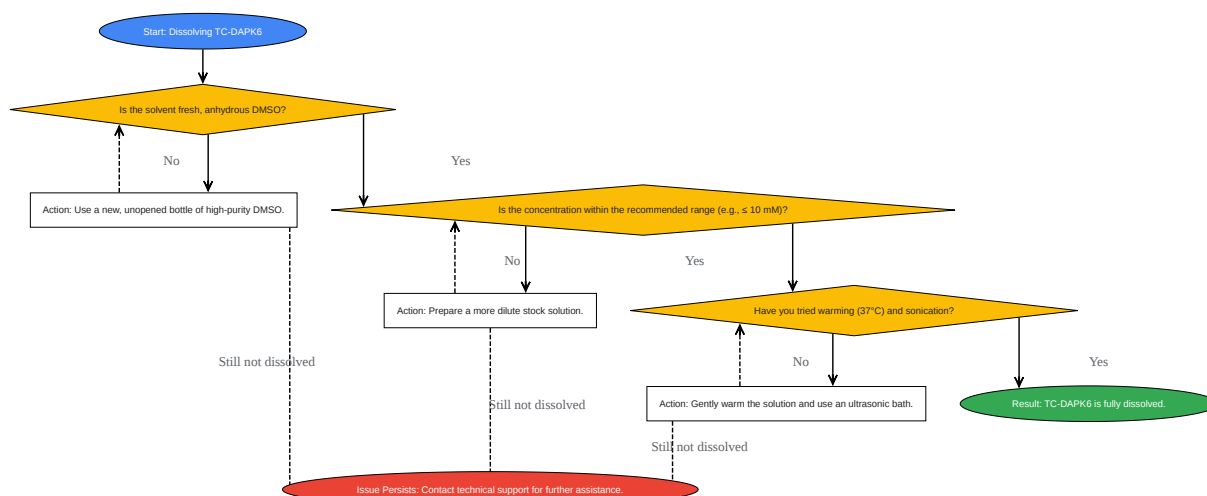 Start: Dissolving TC-DAPK6
Is the solvent fresh, anhydrous DMSO?
No
Yes
Action: Use a new, unopened bottle of high-purity DMSO.
Is the concentration within the recommended range (e.g., ≤ 10 mM)?
No
Yes
Action: Prepare a more dilute stock solution.
Have you tried warming (37°C) and sonication?
Still not dissolved
No
Yes
Still not dissolved
Action: Gently warm the solution and use an ultrasonic bath.
Result: TC-DAPK6 is fully dissolved.
Still not dissolved
Issue Persists: Contact technical support for further assistance.